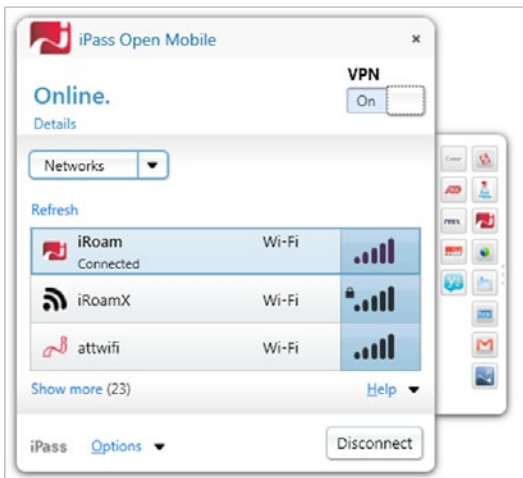 iPass Open Mobile
×
VPN
Online.
On
Details
Networks
Refresh
iRoam Wi-Fi
Connected
iRoamX Wi-Fi
attwifi Wi-Fi
Show more (23) Help
iPass Options Disconnect